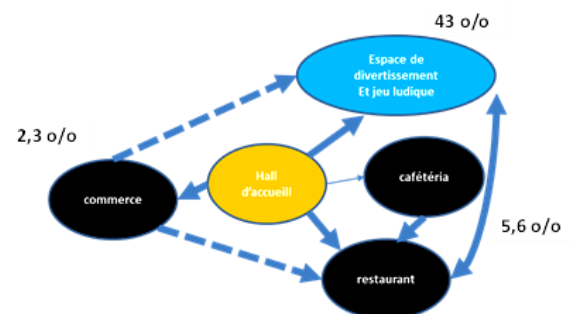 43 o/o
Espace de
divertissement
Et jeu ludique
2,3 o/o
Hall
d'accueill
cafétéria
commerce
5,6 o/o
restaurant